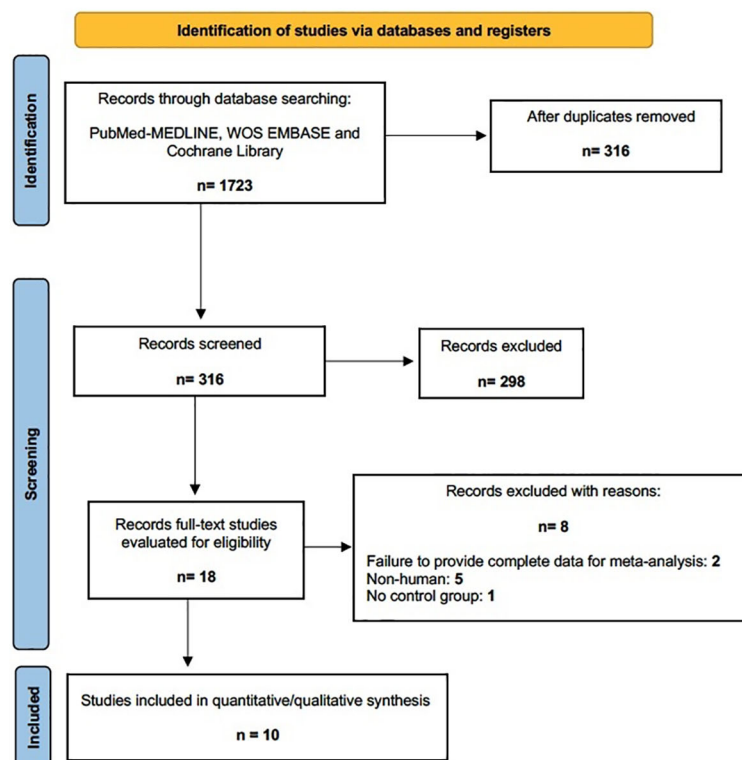 Identification of studies via databases and registers
Identification
Records through database searching:
PubMed-MEDLINE, WOS EMBASE and
Cochrane Library
n= 1723
After duplicates removed
n= 316
Screening
Records screened
n= 316
Records excluded
n= 298
Records full-text studies
evaluated for eligibility
n= 18
Records excluded with reasons:
n= 8
Failure to provide complete data for meta-analysis: 2
Non-human: 5
No control group: 1
Included
Studies included in quantitative/qualitative synthesis
n = 10